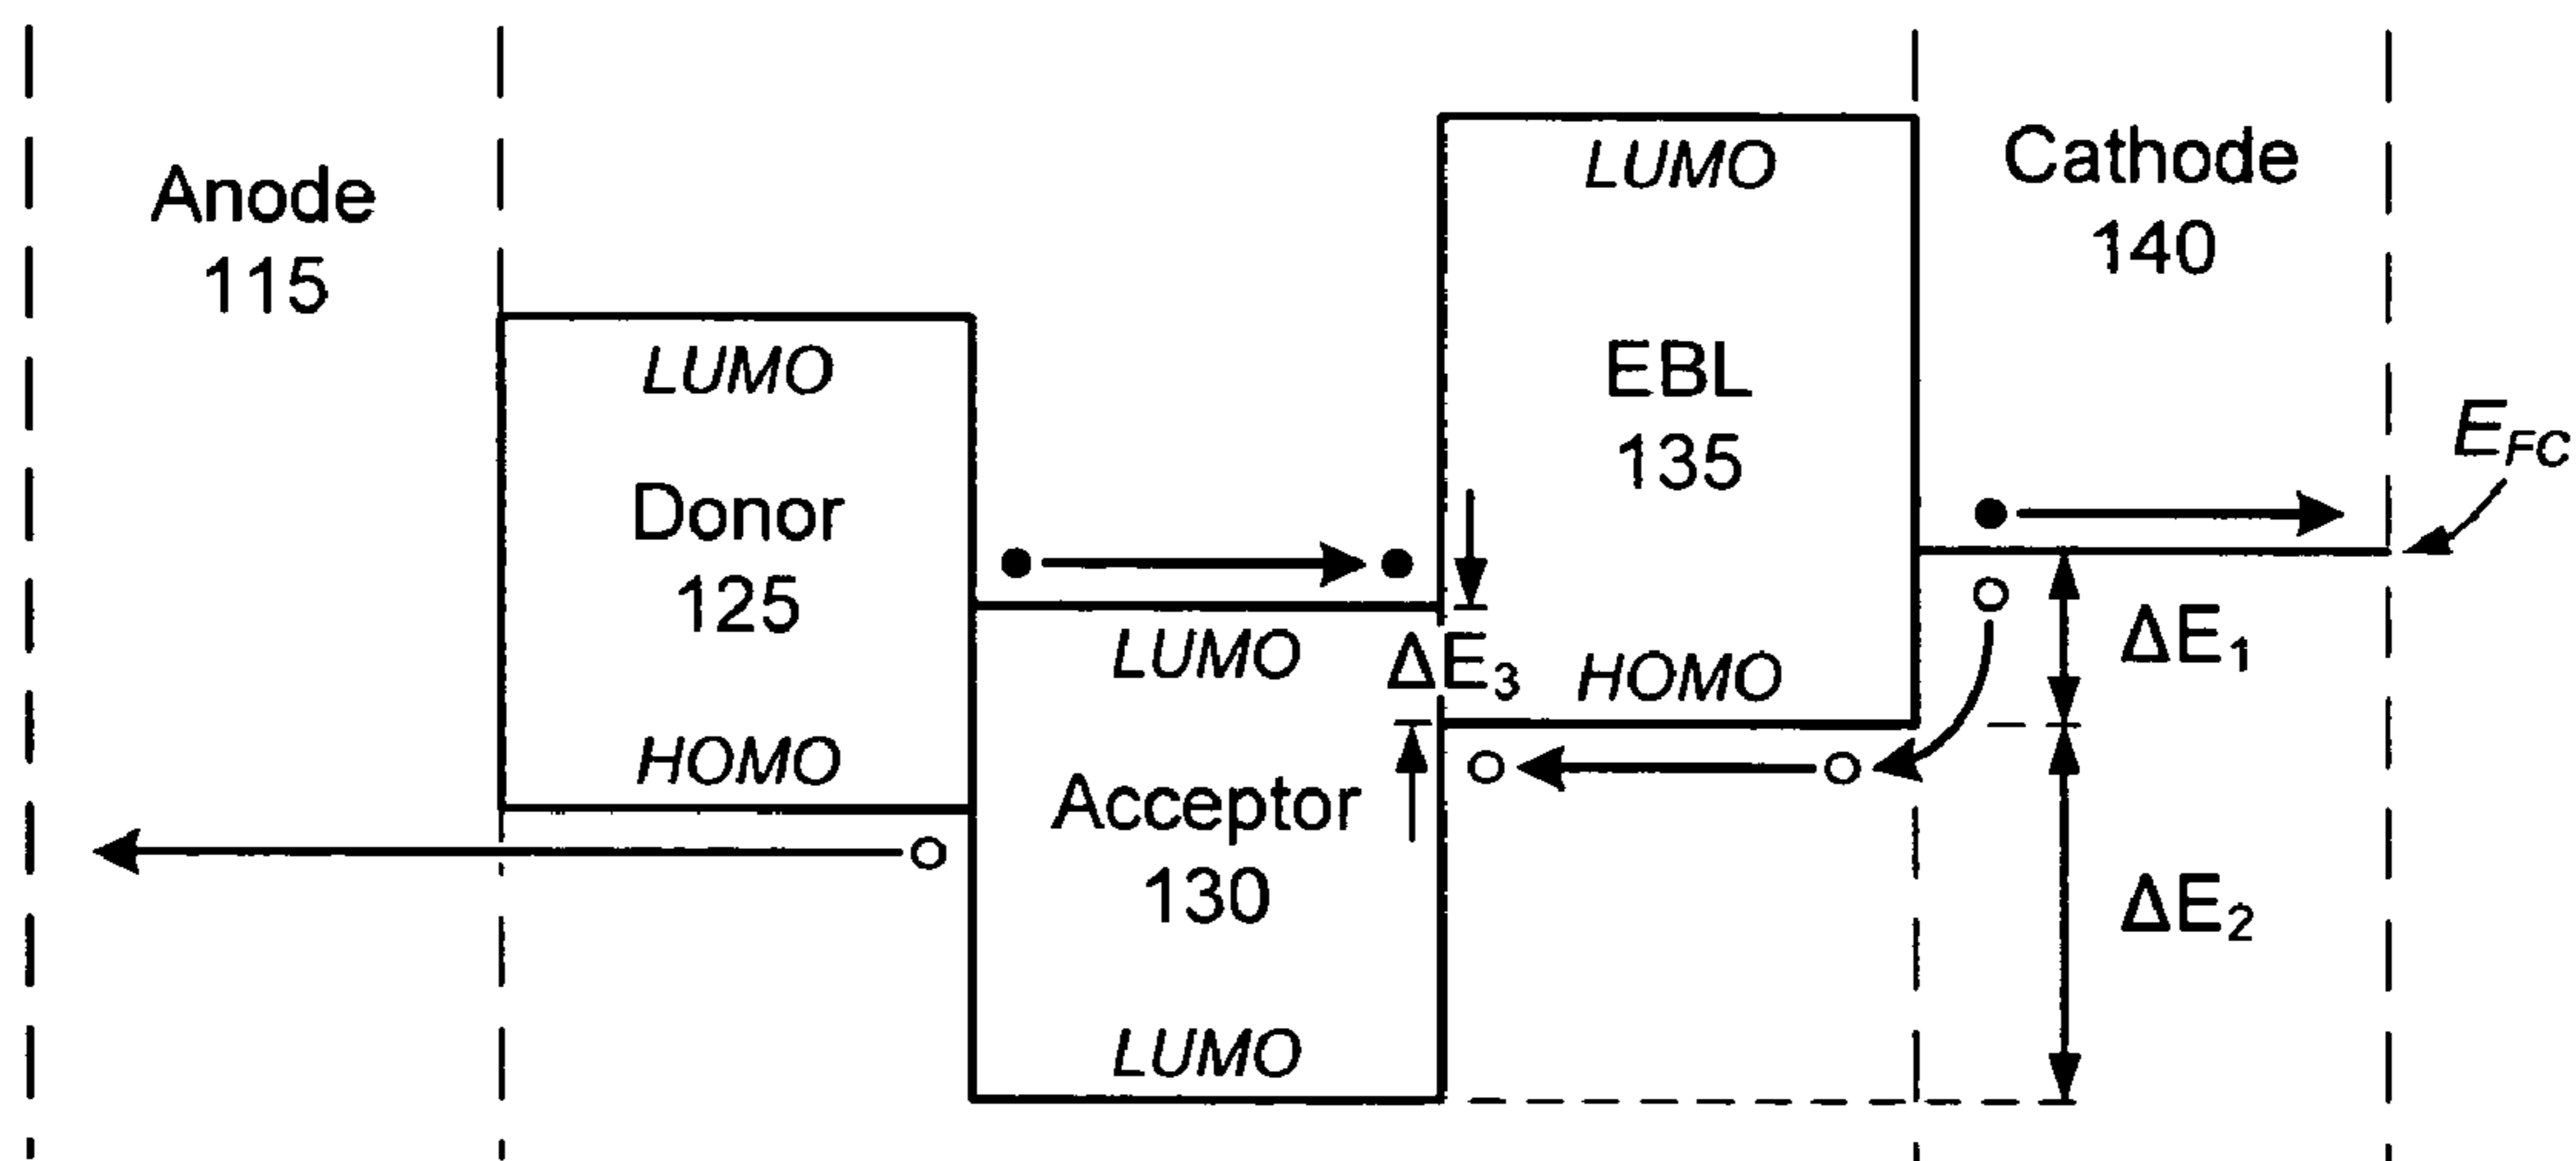 Anode
115
LUMO
Donor
125
HOMO
LUMO
Acceptor
130
LUMO
ΔE₃
LUMO
EBL
135
HOMO
Cathode
140
E_FC
ΔE₁
ΔE₂